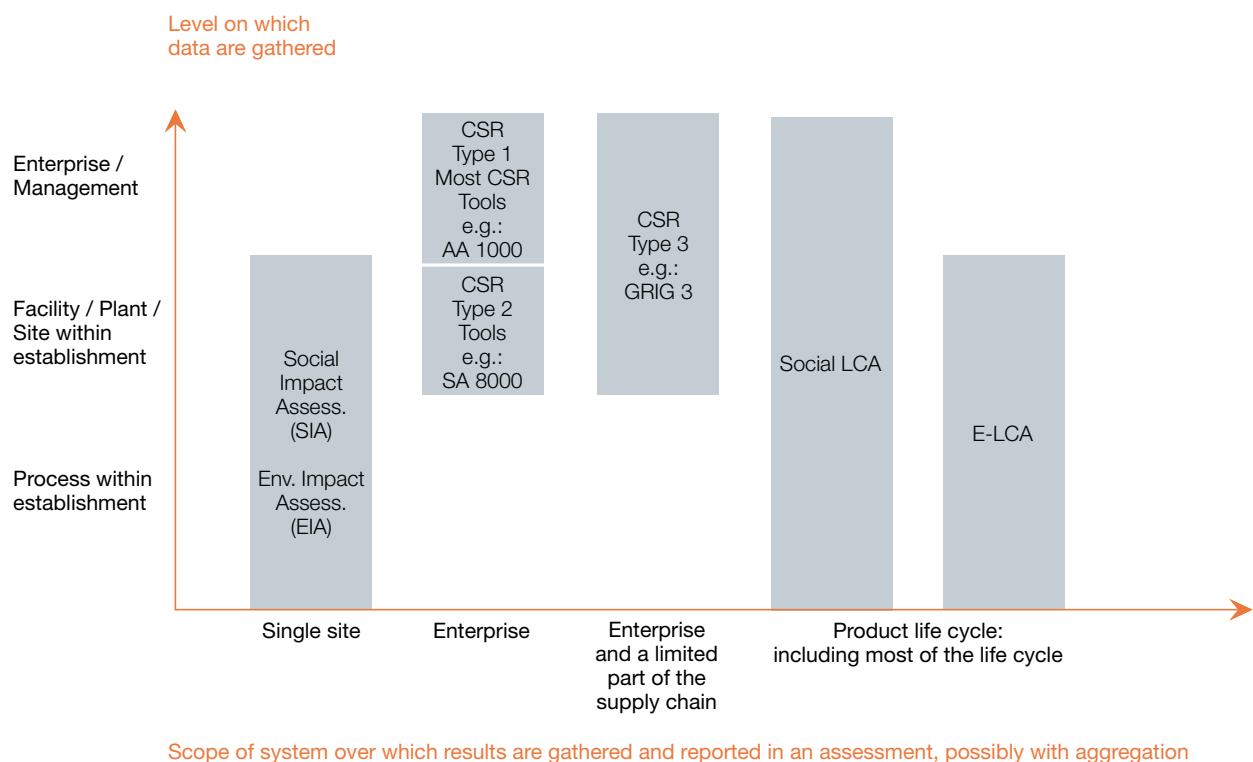 Level on which
data are gathered
Enterprise /
Management
Facility / Plant /
Site within
establishment
Process within
establishment
Social
Impact
Assess.
(SIA)
Env. Impact
Assess.
(EIA)
CSR
Type 1
Most CSR
Tools
e.g.:
AA 1000
CSR
Type 2
Tools
e.g.:
SA 8000
CSR
Type 3
e.g.:
GRIG 3
Social LCA
E-LCA
Single site
Enterprise
Enterprise
and a limited
part of the
supply chain
Product life cycle:
including most of the life cycle
Scope of system over which results are gathered and reported in an assessment, possibly with aggregation